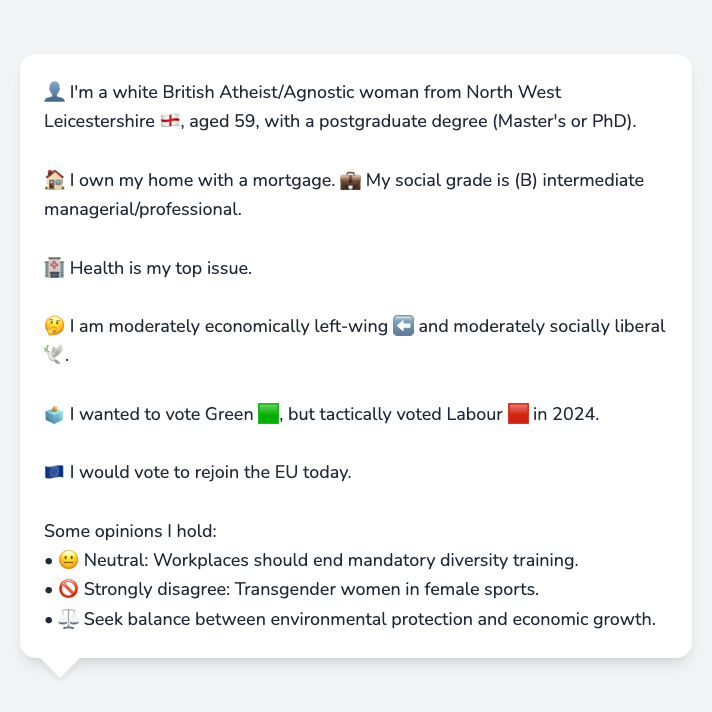 👤 I'm a white British Atheist/Agnostic woman from North West
Leicestershire 🏴󠁧󠁢󠁥󠁮󠁧󠁿, aged 59, with a postgraduate degree (Master's or PhD).
🏠 I own my home with a mortgage. 💼 My social grade is (B) intermediate
managerial/professional.
🏥 Health is my top issue.
🤔 I am moderately economically left-wing ⬅️ and moderately socially liberal
🕊️.
🗳️ I wanted to vote Green 🟩, but tactically voted Labour 🟥 in 2024.
🇪🇺 I would vote to rejoin the EU today.
Some opinions I hold:
• 😐 Neutral: Workplaces should end mandatory diversity training.
• 🚫 Strongly disagree: Transgender women in female sports.
• ⚖️ Seek balance between environmental protection and economic growth.